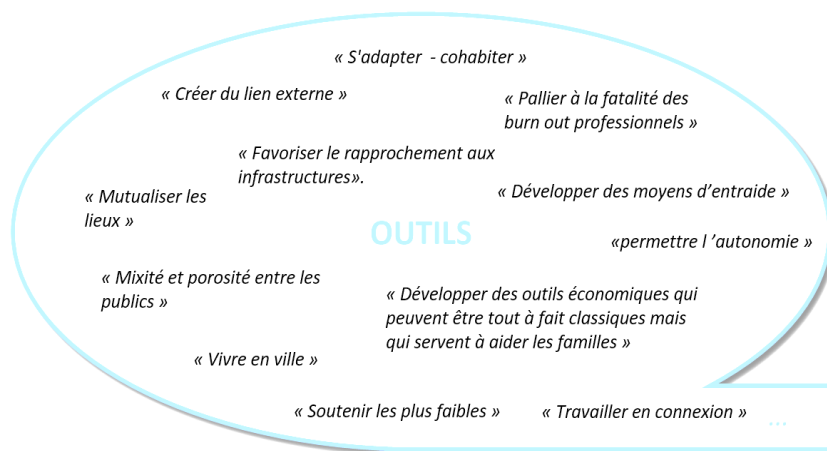 « S'adapter - cohabiter »
« Créer du lien externe »
« Pallier à la fatalité des
burn out professionnels »
« Favoriser le rapprochement aux
infrastructures».
« Mutualiser les
lieux »
« Développer des moyens d’entraide »
OUTILS
«permettre l ’autonomie »
« Mixité et porosité entre les
publics »
« Développer des outils économiques qui
peuvent être tout à fait classiques mais
qui servent à aider les familles »
« Vivre en ville »
« Soutenir les plus faibles »
« Travailler en connexion »
...